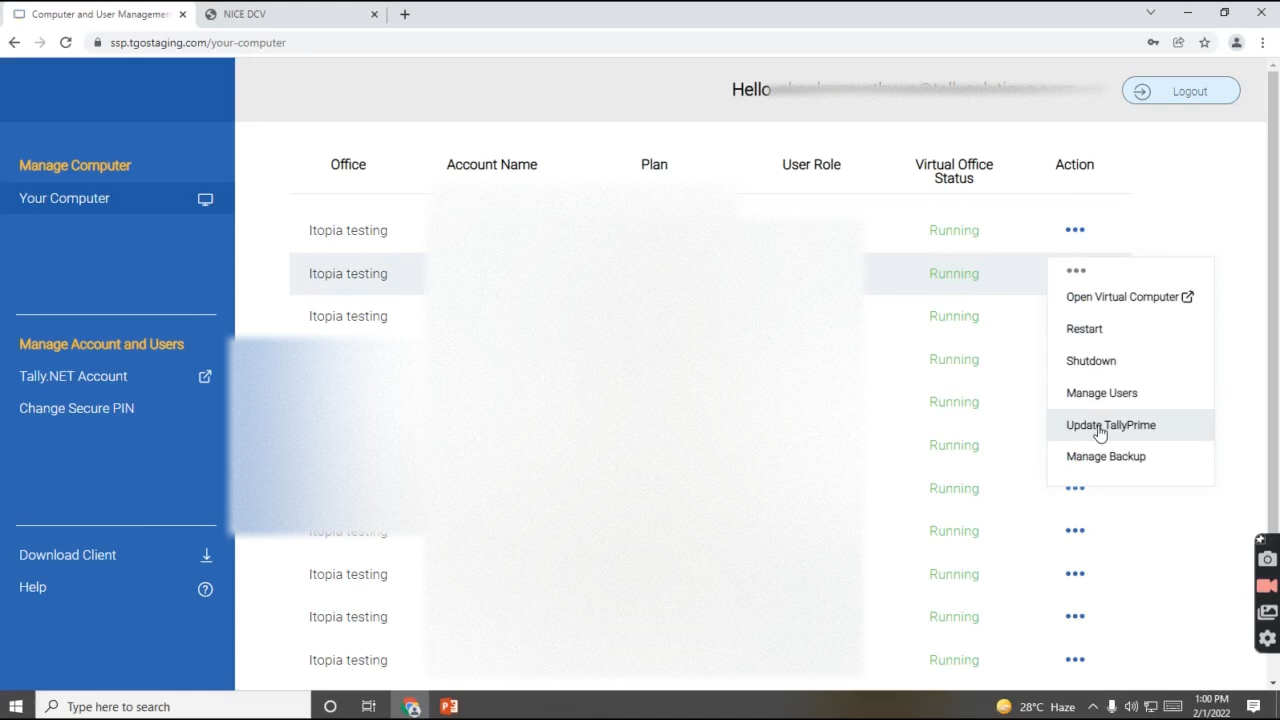 Computer and User Managemen
NICE DCV
ssp.tgostaging.com/your-computer
Hello
Logout
Manage Computer
Your Computer
Manage Account and Users
Tally.NET Account
Change Secure PIN
Download Client
Help
Office Account Name Plan User Role Virtual Office Status Action
Itopia testing Running
Itopia testing Running
Itopia testing Running
Running
Running
Running
Running
Itopia testing Running
Itopia testing Running
Itopia testing Running
Itopia testing Running
Open Virtual Computer
Restart
Shutdown
Manage Users
Update TallyPrime
Manage Backup
Type here to search
28°C Haze
1:00 PM
2/1/2022